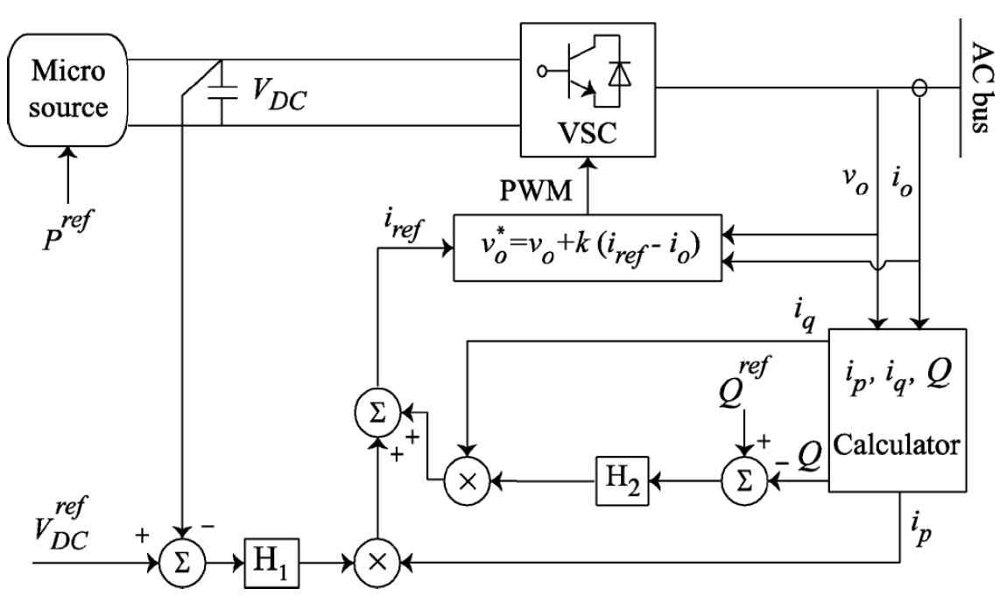 Micro
source
V_DC
VSC
AC bus
P^ref
PWM
v_o
i_o
i_ref
v_o^*=v_o+k (i_ref - i_o)
i_q
i_p, i_q, Q
Calculator
Q^ref
Σ
+
+
×
H_2
Σ
+
- Q
V_DC^ref
+
-
Σ
H_1
×
i_p